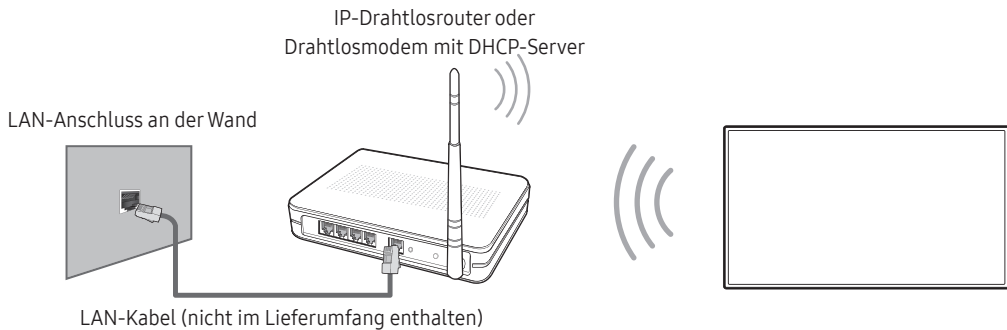 IP-Drahtlosrouter oder
Drahtlosmodem mit DHCP-Server
LAN-Anschluss an der Wand
LAN-Kabel (nicht im Lieferumfang enthalten)